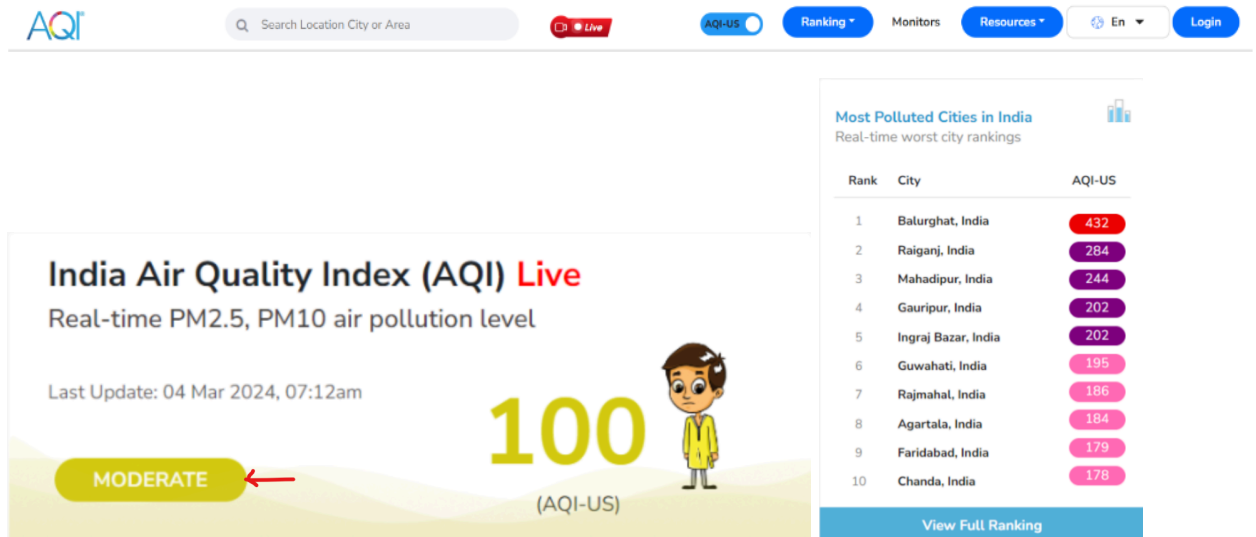 AQI
Search Location City or Area
Live
AQI-US
Ranking
Monitors
Resources
En
Login
India Air Quality Index (AQI) Live
Real-time PM2.5, PM10 air pollution level
Last Update: 04 Mar 2024, 07:12am
100
MODERATE
(AQI-US)
Most Polluted Cities in India
Real-time worst city rankings
Rank City AQI-US
1 Balurghat, India 432
2 Raiganj, India 284
3 Mahadipur, India 244
4 Gauripur, India 202
5 Ingraj Bazar, India 202
6 Guwahati, India 195
7 Rajmahal, India 186
8 Agartala, India 184
9 Faridabad, India 179
10 Chanda, India 178
View Full Ranking